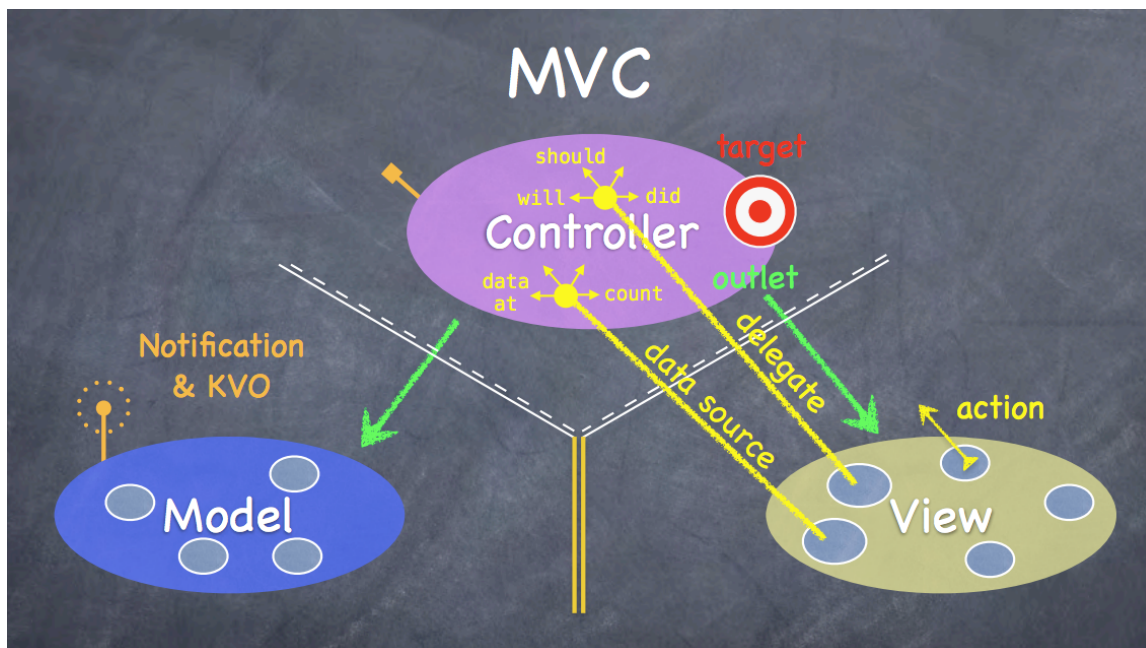 MVC
should
target
will
did
Controller
data
at
count
outlet
Notification
& KVO
delegate
data source
action
Model
View